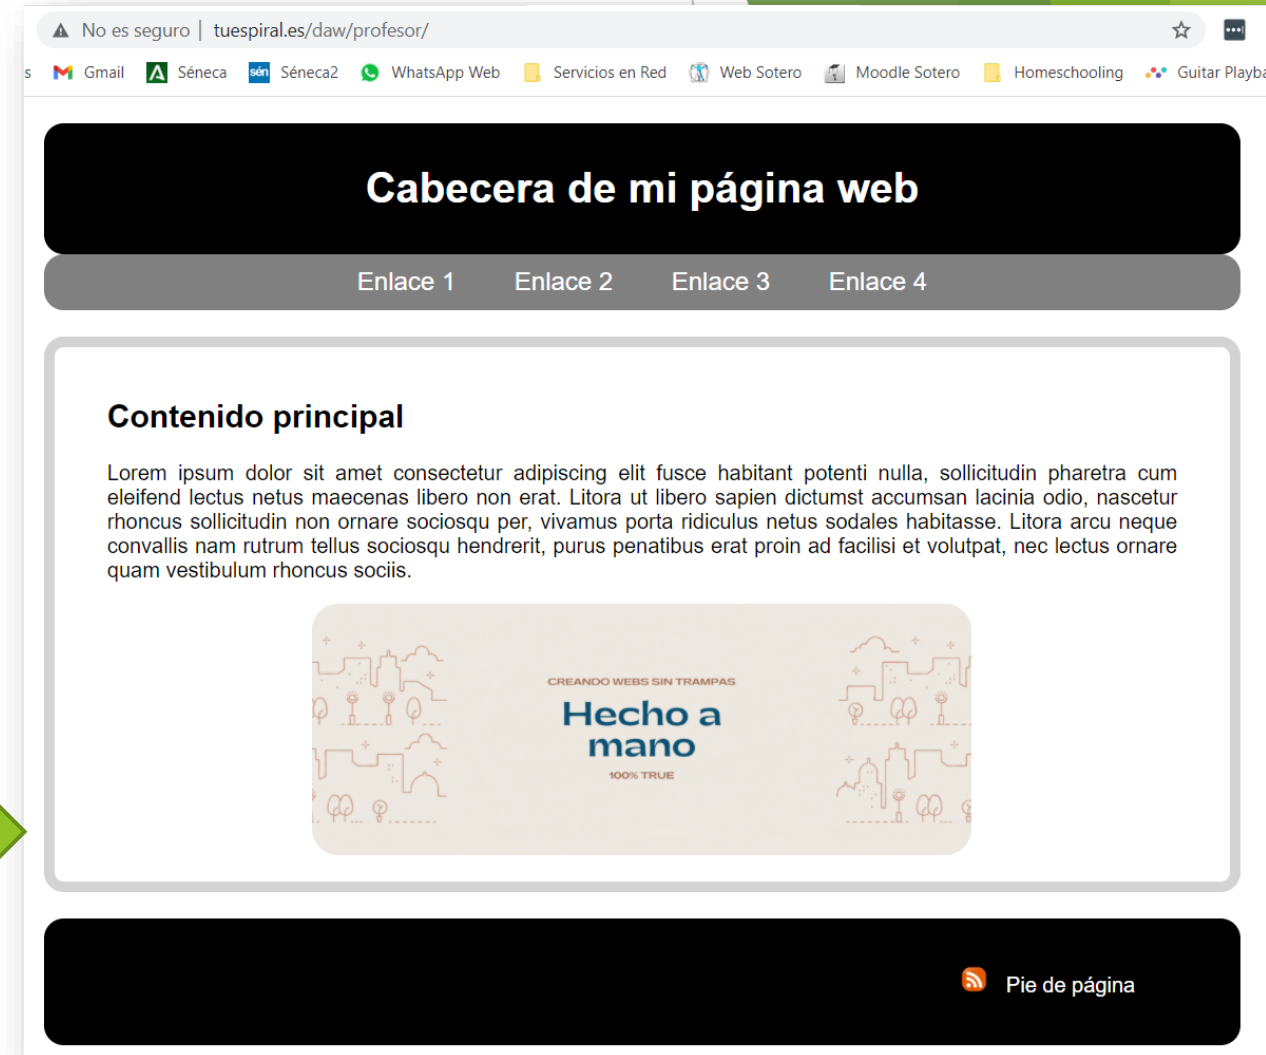 No es seguro | tuespiral.es/daw/profesor/
s Gmail Séneca sén Séneca2 WhatsApp Web Servicios en Red Web Sotero Moodle Sotero Homeschooling Guitar Playba
Cabecera de mi página web
Enlace 1 Enlace 2 Enlace 3 Enlace 4
Contenido principal
Lorem ipsum dolor sit amet consectetur adipiscing elit fusce habitant potenti nulla, sollicitudin pharetra cum
eleifend lectus netus maecenas libero non erat. Litora ut libero sapien dictumst accumsan lacinia odio, nascetur
rhoncus sollicitudin non ornare sociosqu per, vivamus porta ridiculus netus sodales habitasse. Litora arcu neque
convallis nam rutrum tellus sociosqu hendrerit, purus penatibus erat proin ad facilisi et volutpat, nec lectus ornare
quam vestibulum rhoncus sociis.
CREANDO WEBS SIN TRAMPAS
Hecho a
mano
100% TRUE
Pie de página